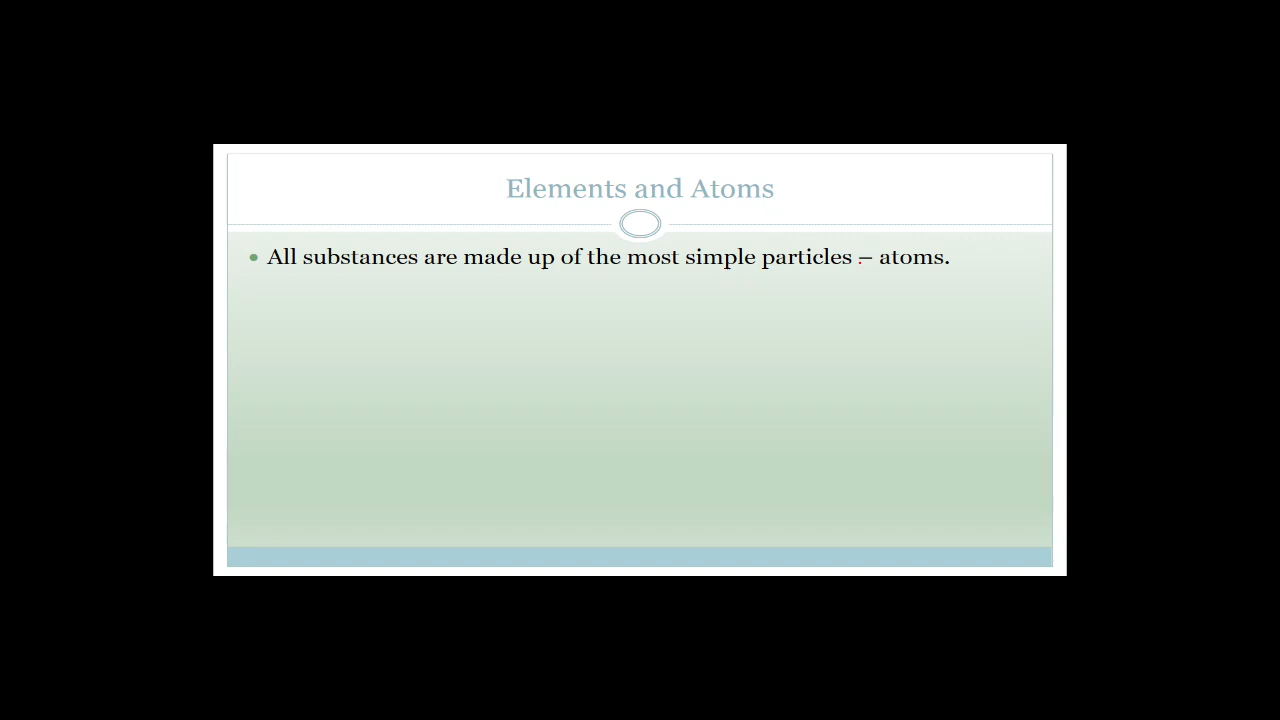 Elements and Atoms
All substances are made up of the most simple particles – atoms.